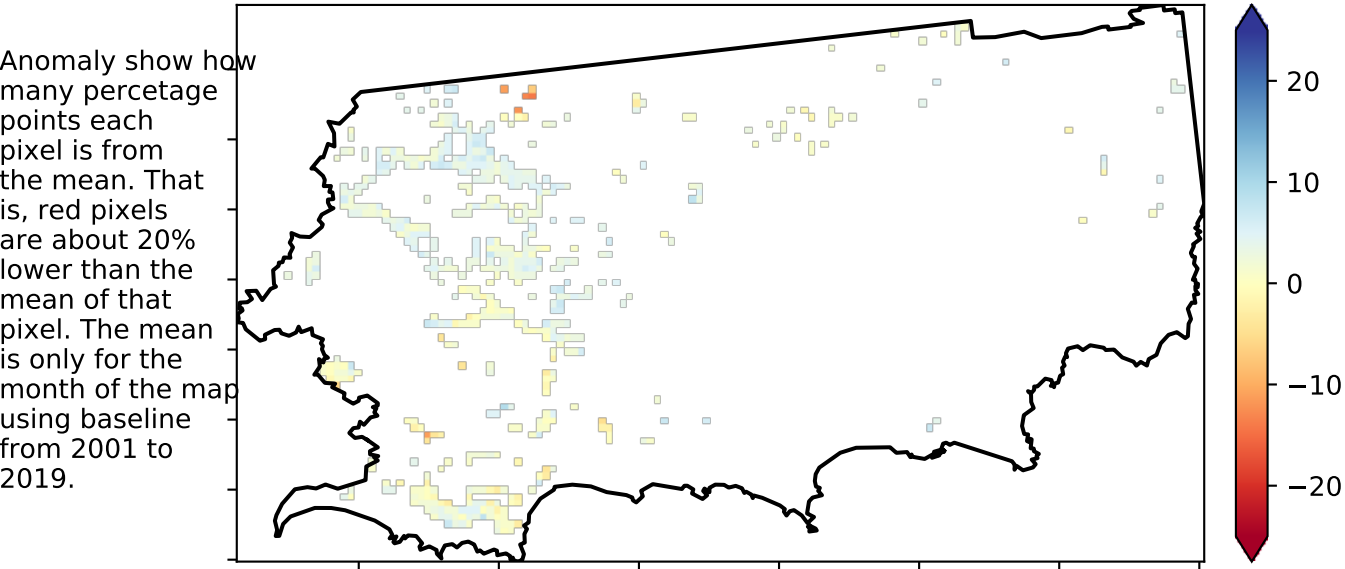 Anomaly show how
many percetage
points each
pixel is from
the mean. That
is, red pixels
are about 20%
lower than the
mean of that
pixel. The mean
is only for the
month of the map
using baseline
from 2001 to
2019.
20
10
0
−10
−20